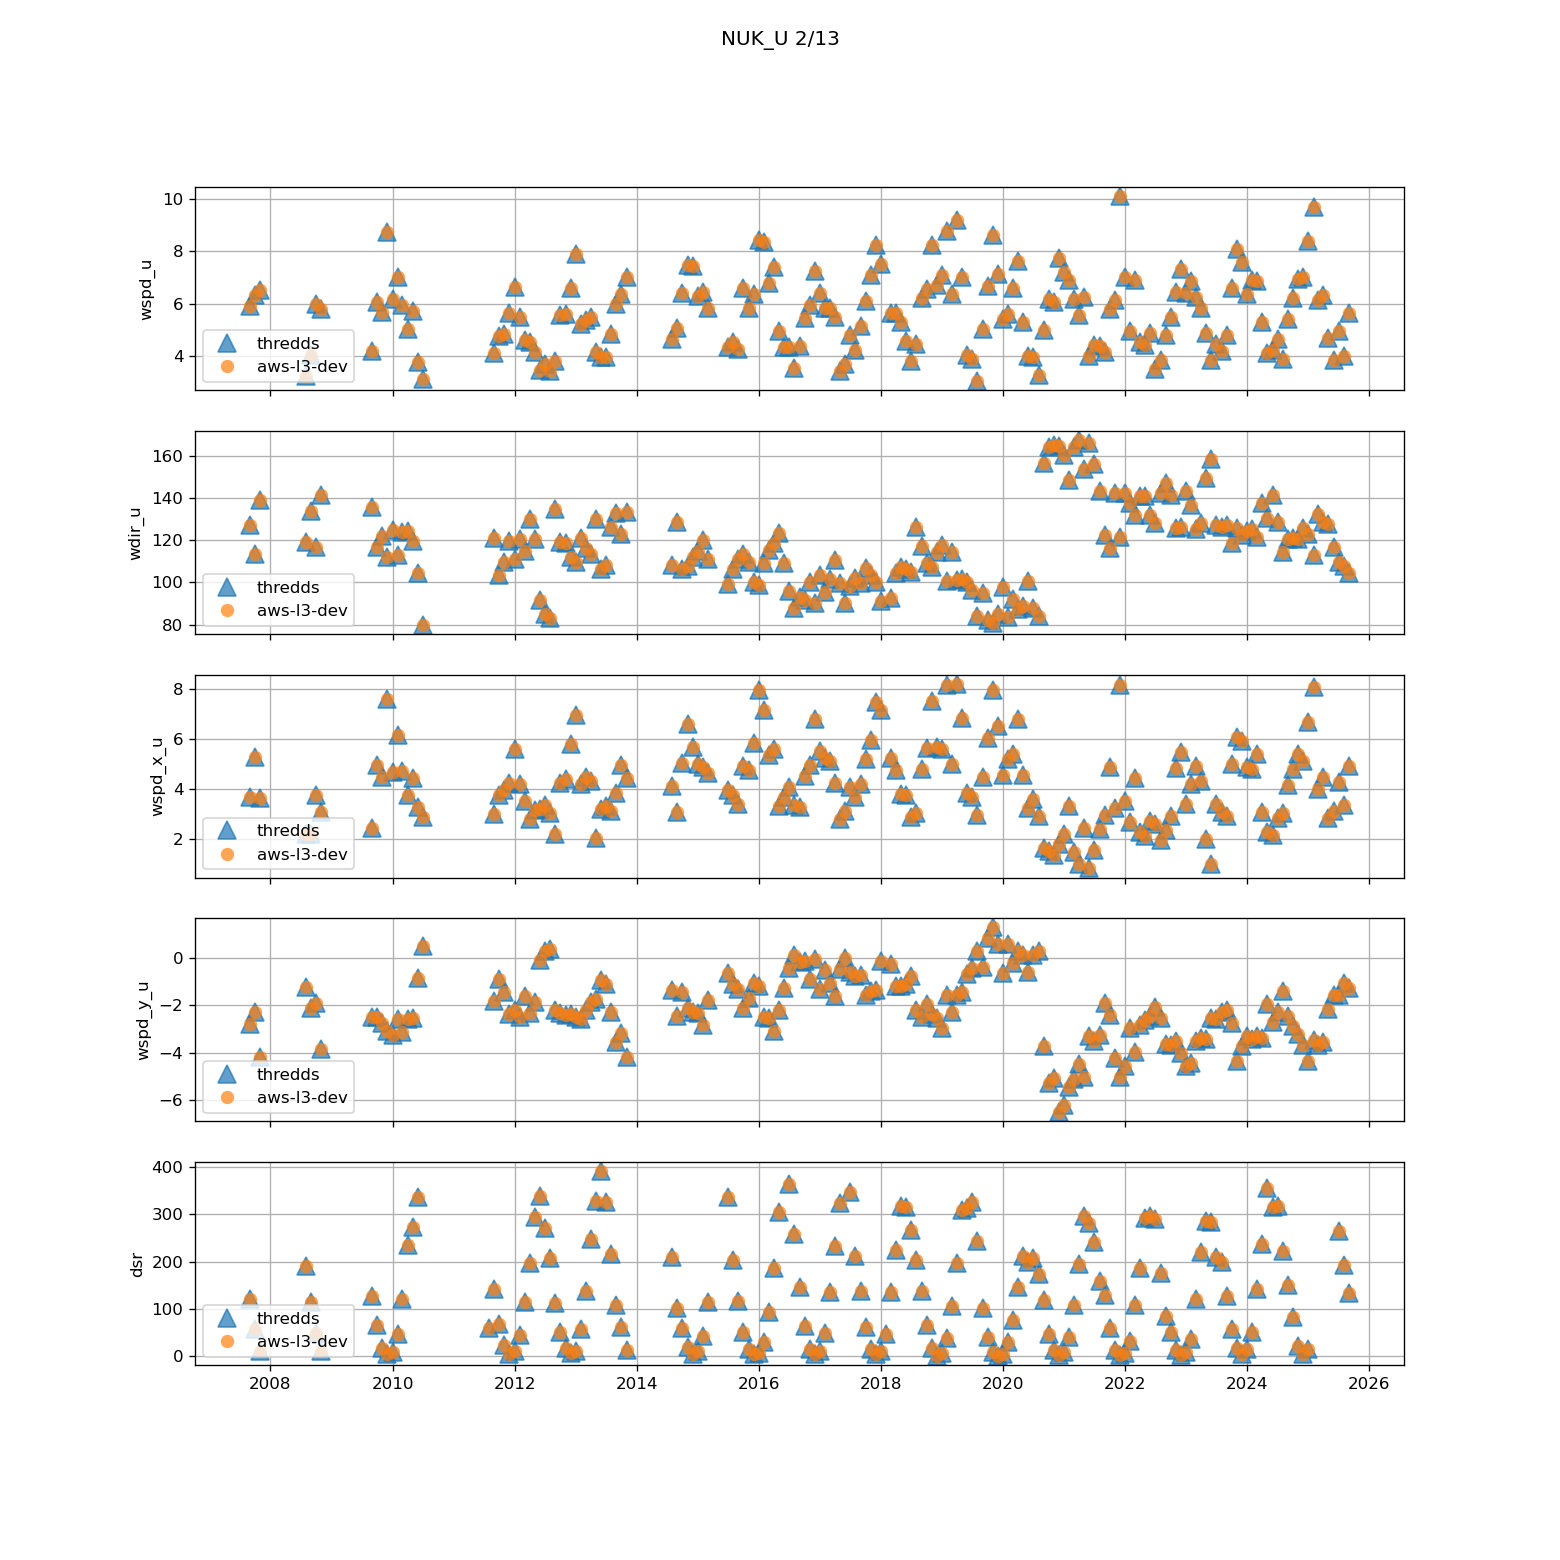 NUK_U 2/13
10
8
6
4
wspd_u
thredds
aws-l3-dev
160
140
120
100
80
wdir_u
thredds
aws-l3-dev
8
6
4
2
wspd_x_u
thredds
aws-l3-dev
0
−2
−4
−6
wspd_y_u
thredds
aws-l3-dev
400
300
200
100
0
dsr
thredds
aws-l3-dev
2008 2010 2012 2014 2016 2018 2020 2022 2024 2026